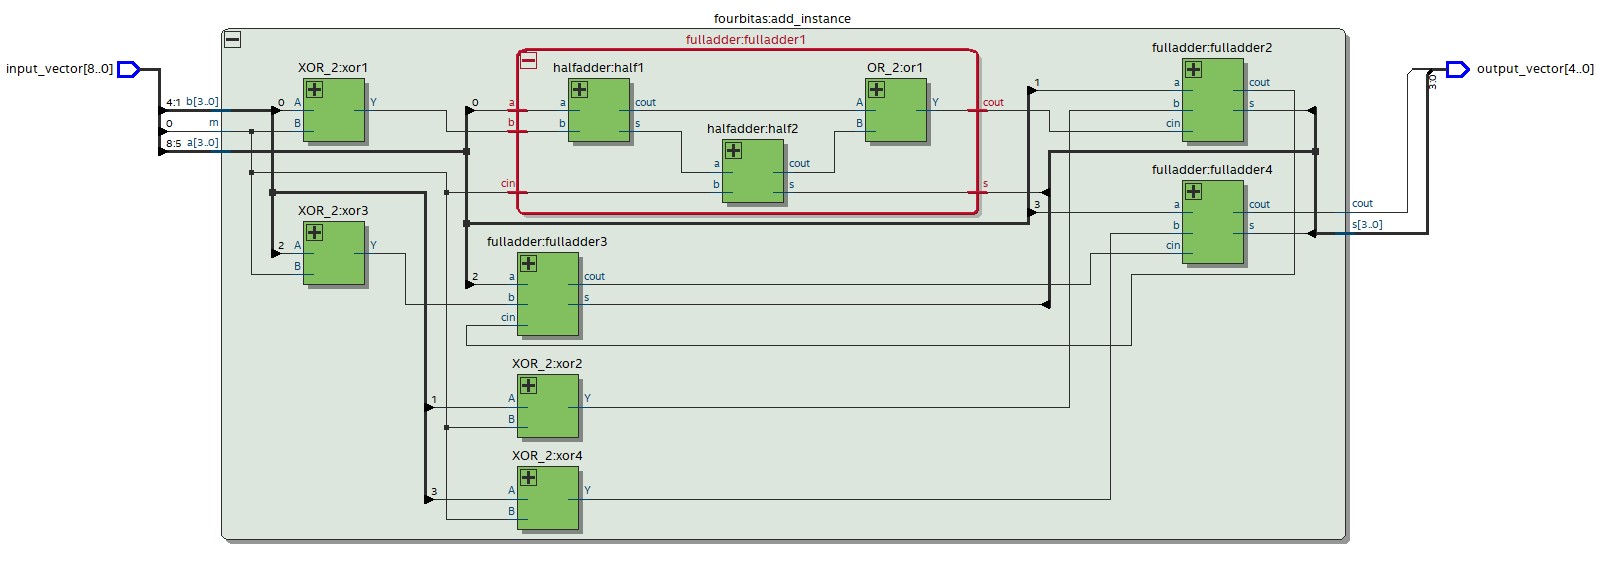 fourbitas:add_instance
input_vector[8..0]
4:1 b[3..0]
0 m
8:5 a[3..0]
XOR_2:xor1
0 A Y
B
XOR_2:xor3
2 A Y
B
fulladder:fulladder1
0 a
b
cin
halfadder:half1
a cout
b s
halfadder:half2
a cout
b s
OR_2:or1
A Y
B
cout
s
fulladder:fulladder3
2 a cout
b s
cin
XOR_2:xor2
1 A Y
B
XOR_2:xor4
3 A Y
B
fulladder:fulladder2
1 a cout
b s
cin
fulladder:fulladder4
3 a cout
b s
cin
cout
s[3..0]
3:0
output_vector[4..0]